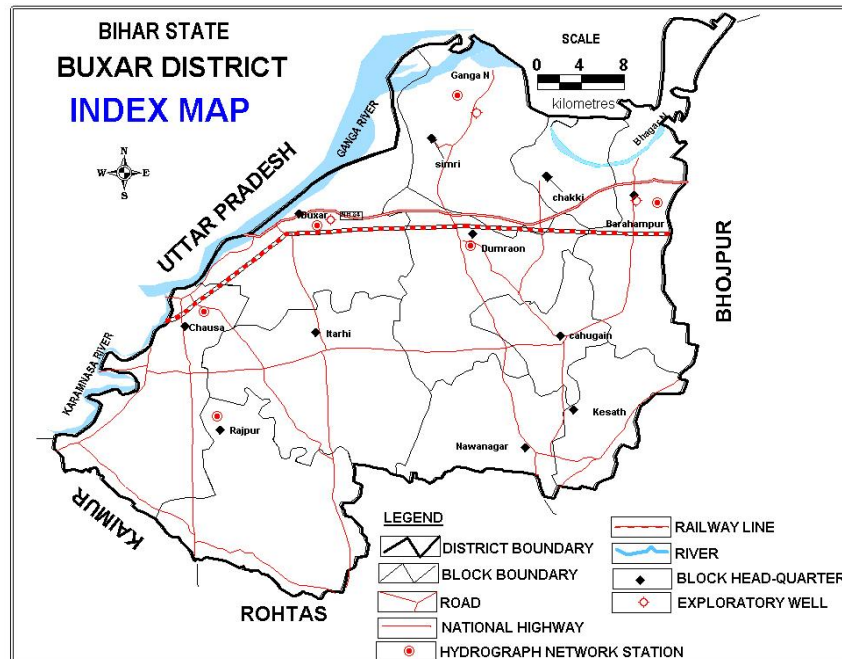 BIHAR STATE
BUXAR DISTRICT
INDEX MAP
SCALE
0 4 8
kilometres
N
W E
S
Ganga N
GANGA RIVER
Bhagar N
simri
chakki
UTTAR PRADESH
Buxar
N.H.84
Barahampur
Dumraon
BHOJPUR
Chausa
Itarhi
cahugain
KARAMNASA RIVER
Kesath
Rajpur
Nawanagar
KAIMUR
ROHTAS
LEGEND
DISTRICT BOUNDARY
BLOCK BOUNDARY
ROAD
NATIONAL HIGHWAY
HYDROGRAPH NETWORK STATION
RAILWAY LINE
RIVER
BLOCK HEAD-QUARTER
EXPLORATORY WELL